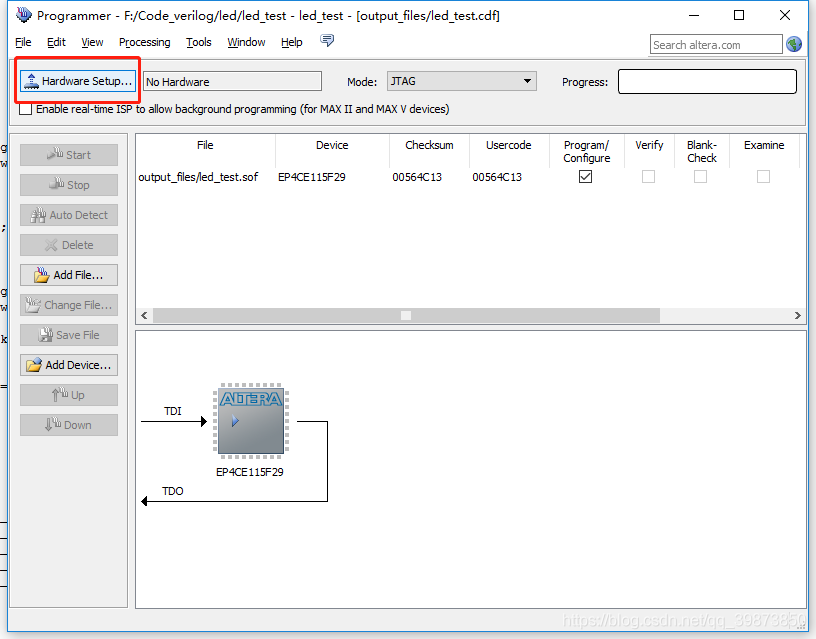 Programmer - F:/Code_verilog/led/led_test - led_test - [output_files/led_test.cdf]
File Edit View Processing Tools Window Help
Search altera.com
Hardware Setup... No Hardware Mode: JTAG Progress:
Enable real-time ISP to allow background programming (for MAX II and MAX V devices)
Start
Stop
Auto Detect
Delete
Add File...
Change File...
Save File
Add Device...
Up
Down
File Device Checksum Usercode Program/ Verify Blank- Examine
Configure Check
output_files/led_test.sof EP4CE115F29 00564C13 00564C13
ALTERA
TDI
EP4CE115F29
TDO
https://blog.csdn.net/qq_39873850